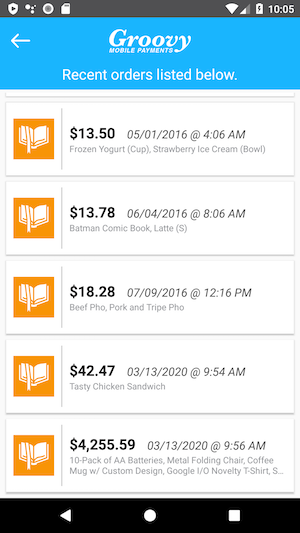 10:05
Groovy
MOBILE PAYMENTS
Recent orders listed below.
$13.50 05/01/2016 @ 4:06 AM
Frozen Yogurt (Cup), Strawberry Ice Cream (Bowl)
$13.78 06/04/2016 @ 8:06 AM
Batman Comic Book, Latte (S)
$18.28 07/09/2016 @ 12:16 PM
Beef Pho, Pork and Tripe Pho
$42.47 03/13/2020 @ 9:54 AM
Tasty Chicken Sandwich
$4,255.59 03/13/2020 @ 9:56 AM
10-Pack of AA Batteries, Metal Folding Chair, Coffee
Mug w/ Custom Design, Google I/O Novelty T-Shirt, S...